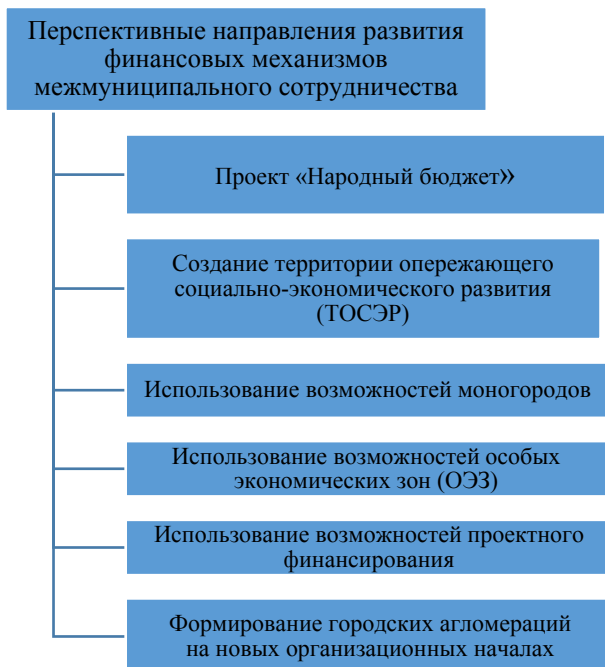 Перспективные направления развития
финансовых механизмов
межмуниципального сотрудничества
Проект «Народный бюджет»
Создание территории опережающего
социально-экономического развития
(ТОСЭР)
Использование возможностей моногородов
Использование возможностей особых
экономических зон (ОЭЗ)
Использование возможностей проектного
финансирования
Формирование городских агломераций
на новых организационных началах